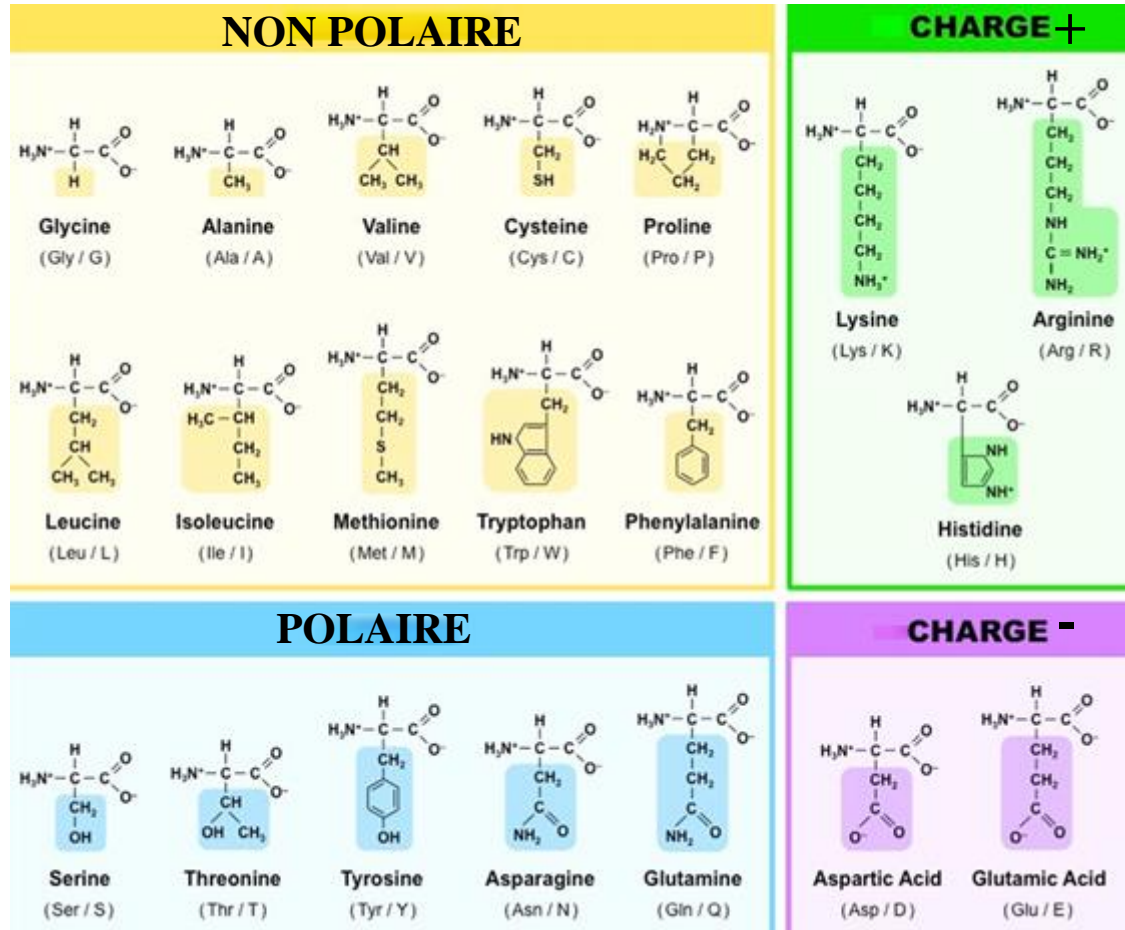 NON POLAIRE
Glycine
(Gly / G)
Alanine
(Ala / A)
Valine
(Val / V)
Cysteine
(Cys / C)
Proline
(Pro / P)
Leucine
(Leu / L)
Isoleucine
(Ile / I)
Methionine
(Met / M)
Tryptophan
(Trp / W)
Phenylalanine
(Phe / F)
CHARGE +
Lysine
(Lys / K)
Arginine
(Arg / R)
Histidine
(His / H)
POLAIRE
Serine
(Ser / S)
Threonine
(Thr / T)
Tyrosine
(Tyr / Y)
Asparagine
(Asn / N)
Glutamine
(Gln / Q)
CHARGE -
Aspartic Acid
(Asp / D)
Glutamic Acid
(Glu / E)